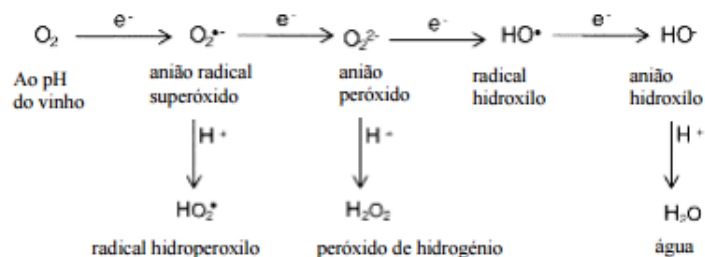 e⁻ e⁻ e⁻ e⁻
O₂ O₂•⁻ O₂²⁻ HO• HO⁻
Ao pH anião radical anião radical anião
do vinho superóxido peróxido hidroxilo hidroxilo
H⁺ H⁺ H⁺
HO₂• H₂O₂ H₂O
radical hidroperoxilo peróxido de hidrogénio água